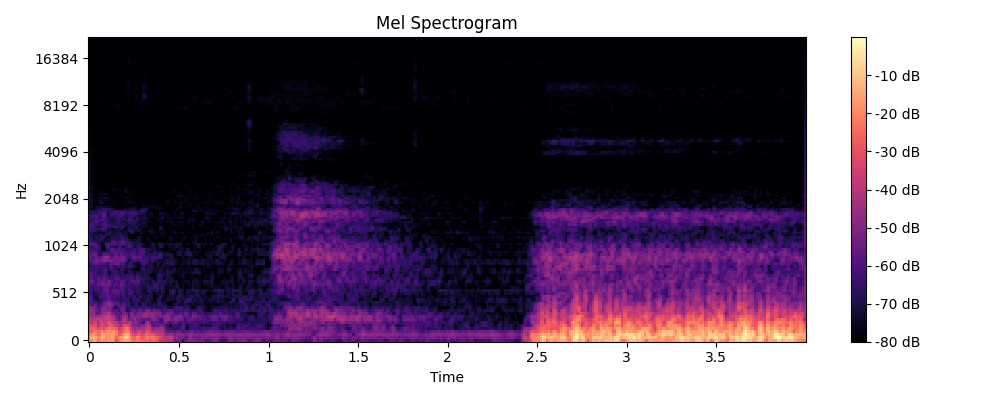 Mel Spectrogram
16384
8192
4096
2048
1024
512
0
Hz
0 0.5 1 1.5 2 2.5 3 3.5
Time
-10 dB
-20 dB
-30 dB
-40 dB
-50 dB
-60 dB
-70 dB
-80 dB